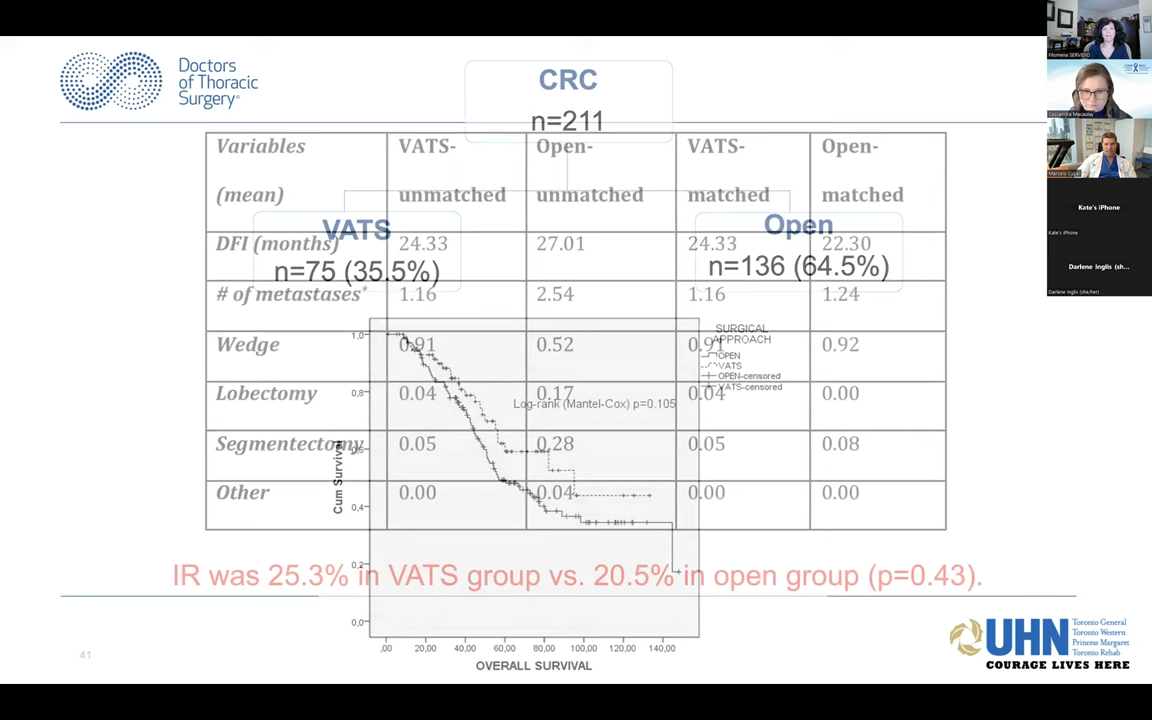 Doctors
of Thoracic
Surgery®
CRC
n=211
Variables
(mean)
VATS-
unmatched
Open-
unmatched
VATS-
matched
Open-
matched
VATS
n=75 (35.5%)
Open
n=136 (64.5%)
DFI (months) 24.33 27.01 24.33 22.30
# of metastases* 1.16 2.54 1.16 1.24
Wedge 0.91 0.52 0.91 0.92
Lobectomy 0.04 0.17 0.04 0.00
Segmentectomy 0.05 0.28 0.05 0.08
Other 0.00 0.04 0.00 0.00
SURGICAL
APPROACH
OPEN
VATS
OPEN-censored
VATS-censored
Log-rank (Mantel-Cox) p=0.105
Cum Survival
1,0
0,8
0,6
0,4
0,2
0,0
,00 20,00 40,00 60,00 80,00 100,00 120,00 140,00
OVERALL SURVIVAL
IR was 25.3% in VATS group vs. 20.5% in open group (p=0.43).
41
UHN
Toronto General
Toronto Western
Princess Margaret
Toronto Rehab
COURAGE LIVES HERE
Filomena SERVIDIO
Cassandra Macaulay
Marcelo Cypel
Kate's iPhone
Kate's iPhone
Darlene Inglis (sh...
Darlene Inglis (she/her)